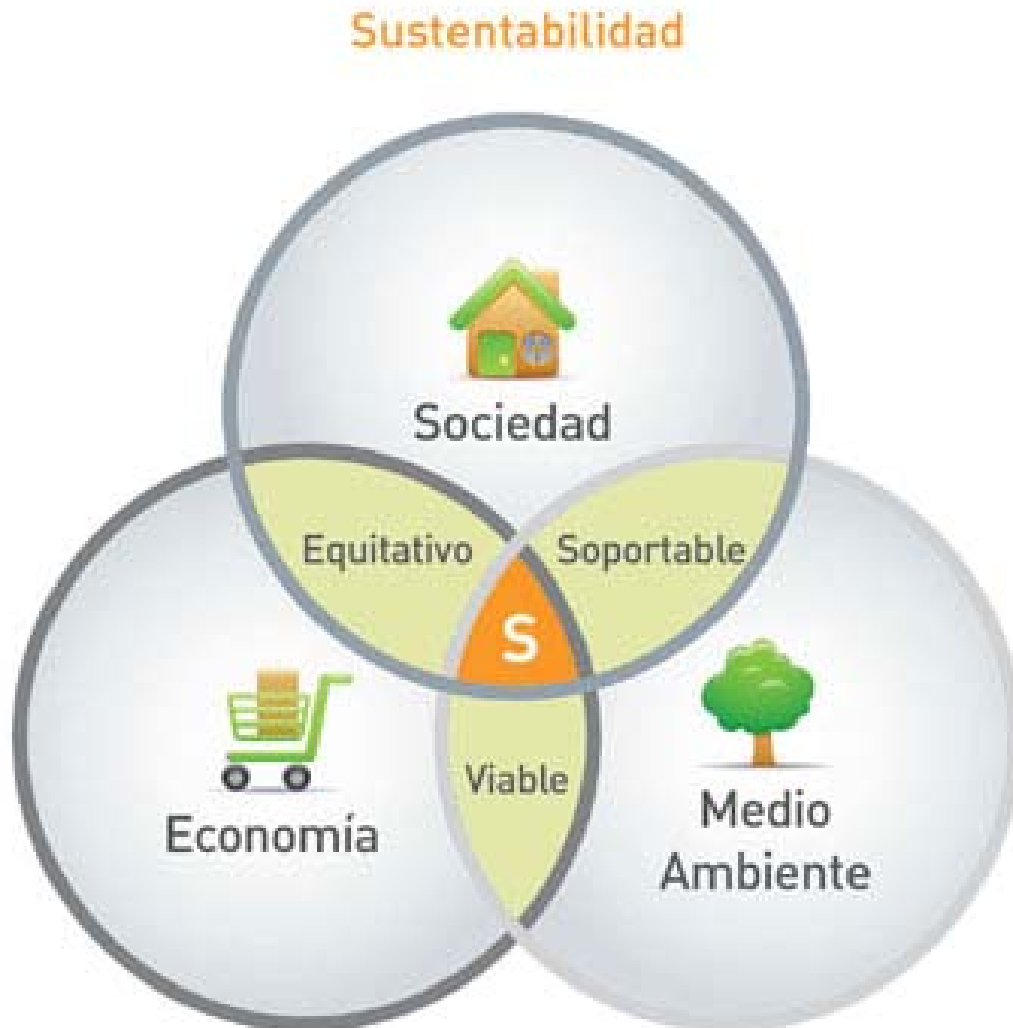 Sustentabilidad
Sociedad
Equitativo
Soportable
S
Viable
Economía
Medio
Ambiente